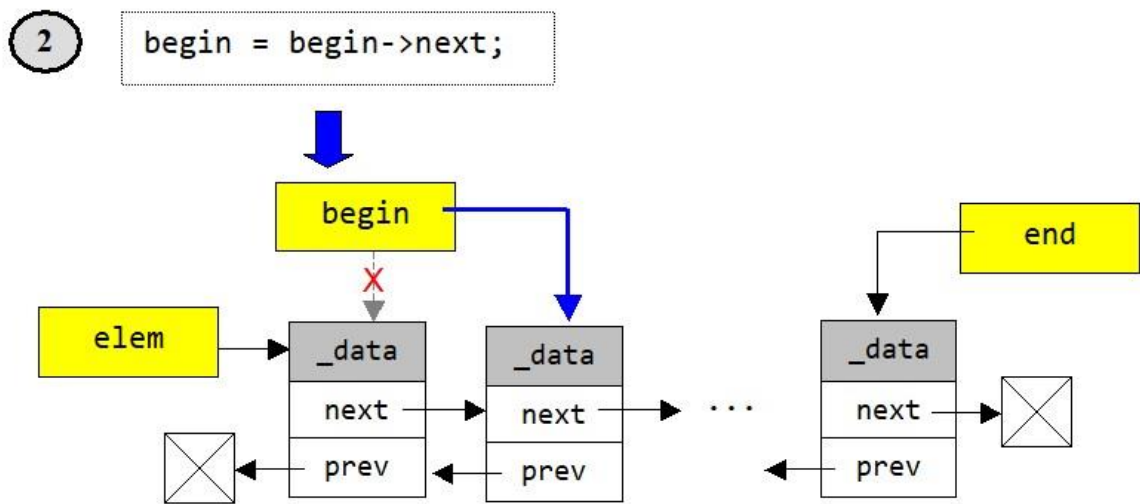 2
begin = begin->next;
begin
end
X
elem
_data
_data
_data
next
next
...
next
prev
prev
prev